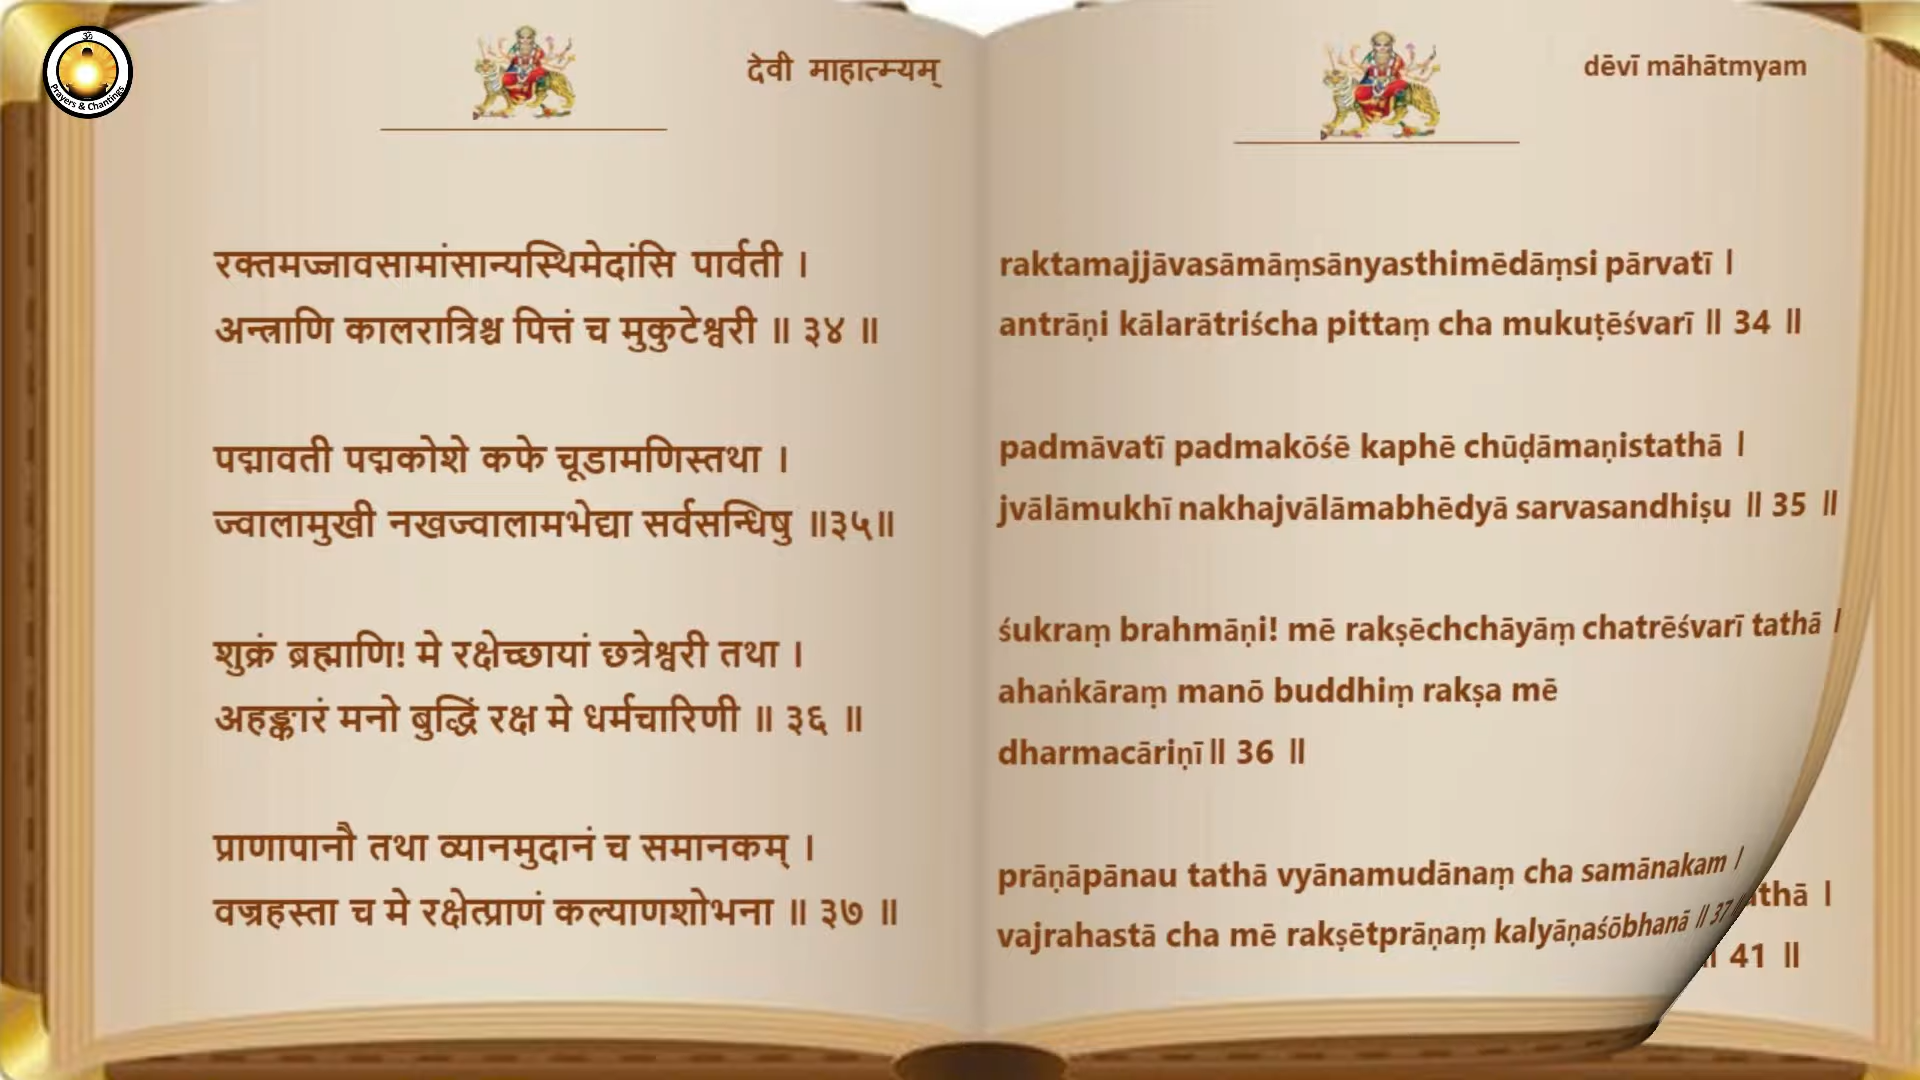 ॐ
Prayers & Chantings
देवी माहात्म्यम्
रक्तमज्जावसामांसान्यस्थिमेदांसि पार्वती ।
अन्त्राणि कालरात्रिश्च पित्तं च मुकुटेश्वरी ॥ ३४ ॥
पद्मावती पद्मकोशे कफे चूडामणिस्तथा ।
ज्वालामुखी नखज्वालामभेद्या सर्वसन्धिषु ॥३५॥
शुक्रं ब्रह्माणि! मे रक्षेच्छायां छत्रेश्वरी तथा ।
अहङ्कारं मनो बुद्धिं रक्ष मे धर्मचारिणी ॥ ३६ ॥
प्राणापानौ तथा व्यानमुदानं च समानकम् ।
वज्रहस्ता च मे रक्षेत्प्राणं कल्याणशोभना ॥ ३७ ॥
dēvī māhātmyam
raktamajjāvasāmāṃsānyasthimēdāṃsi pārvatī ।
antrāṇi kālarātriścha pittaṃ cha mukuṭēśvarī ॥ 34 ॥
padmāvatī padmakōśē kaphē chūḍāmaṇistathā ।
jvālāmukhī nakhajvālāmabhēdyā sarvasandhiṣu ॥ 35 ॥
śukraṃ brahmāṇi! mē rakṣēchchāyāṃ chatrēśvarī tathā ।
ahaṅkāraṃ manō buddhiṃ rakṣa mē
dharmacāriṇī ॥ 36 ॥
prāṇāpānau tathā vyānamudānaṃ cha samānakam ।
vajrahastā cha mē rakṣētprāṇaṃ kalyāṇaśōbhanā ॥ 37 ॥
thā ।
॥ 41 ॥